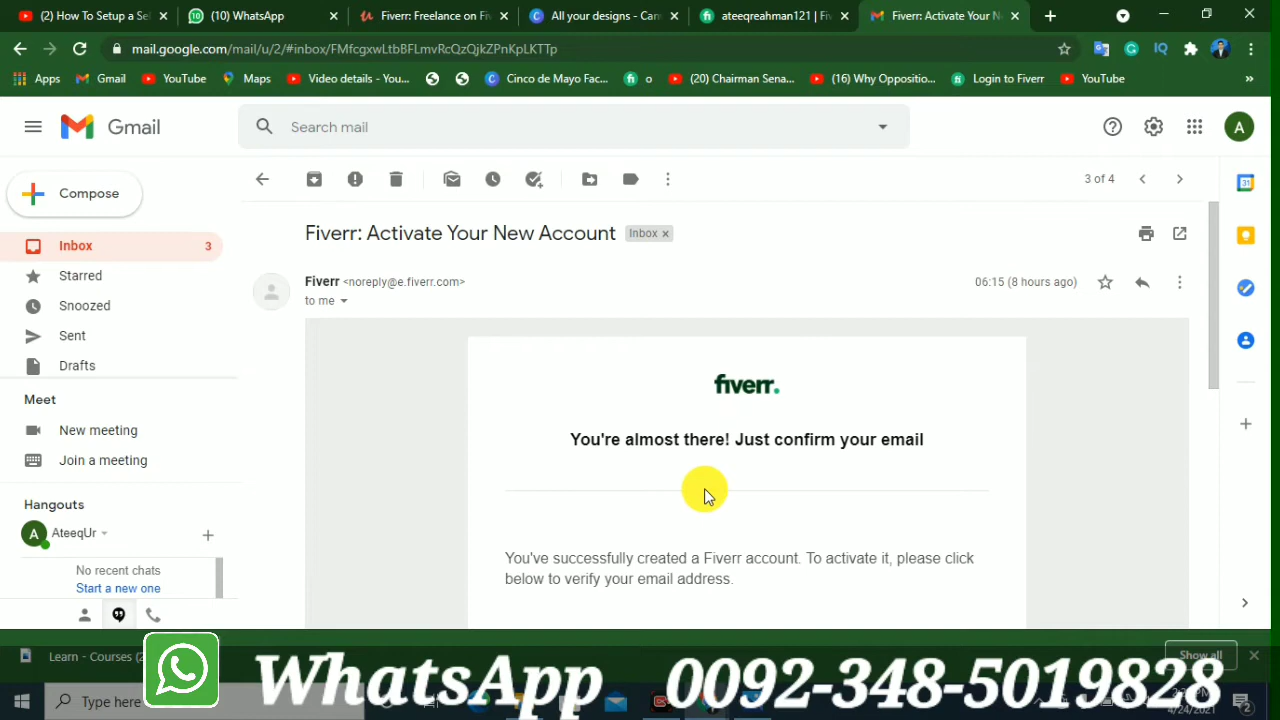 (2) How To Setup a Sel
(10) WhatsApp
Fiverr: Freelance on Fiv
All your designs - Can
ateeqreahman121 | Fiv
Fiverr: Activate Your N
mail.google.com/mail/u/2/#inbox/FMfcgxwLtbBFLmvRcQzQjkZPnKpLKTTp
Apps
Gmail
YouTube
Maps
Video details - You...
Cinco de Mayo Fac...
o
(20) Chairman Sena...
(16) Why Oppositio...
Login to Fiverr
YouTube
»
Gmail
Search mail
A
Compose
3 of 4
Inbox 3
Starred
Snoozed
Sent
Drafts
Meet
New meeting
Join a meeting
Hangouts
A AteeqUr
No recent chats
Start a new one
Fiverr: Activate Your New Account Inbox x
Fiverr <noreply@e.fiverr.com> 06:15 (8 hours ago)
to me
fiverr.
You're almost there! Just confirm your email
You've successfully created a Fiverr account. To activate it, please click
below to verify your email address.
Learn - Courses (2
Show all
WhatsApp 0092-348-5019828
Type here
4/24/2021